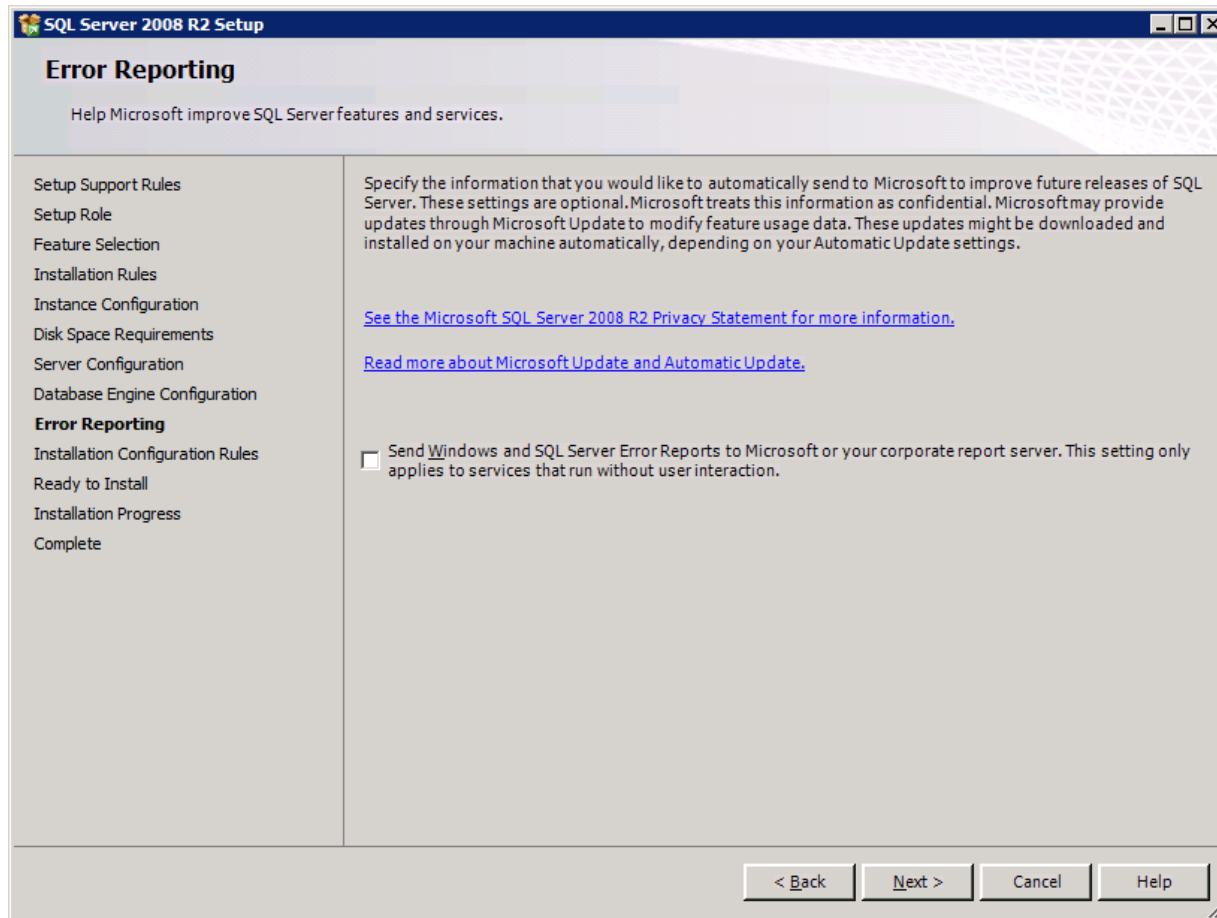 SQL Server 2008 R2 Setup
Error Reporting
Help Microsoft improve SQL Server features and services.
Setup Support Rules
Setup Role
Feature Selection
Installation Rules
Instance Configuration
Disk Space Requirements
Server Configuration
Database Engine Configuration
Error Reporting
Installation Configuration Rules
Ready to Install
Installation Progress
Complete
Specify the information that you would like to automatically send to Microsoft to improve future releases of SQL
Server. These settings are optional. Microsoft treats this information as confidential. Microsoft may provide
updates through Microsoft Update to modify feature usage data. These updates might be downloaded and
installed on your machine automatically, depending on your Automatic Update settings.
See the Microsoft SQL Server 2008 R2 Privacy Statement for more information.
Read more about Microsoft Update and Automatic Update.
Send Windows and SQL Server Error Reports to Microsoft or your corporate report server. This setting only
applies to services that run without user interaction.
< Back
Next >
Cancel
Help